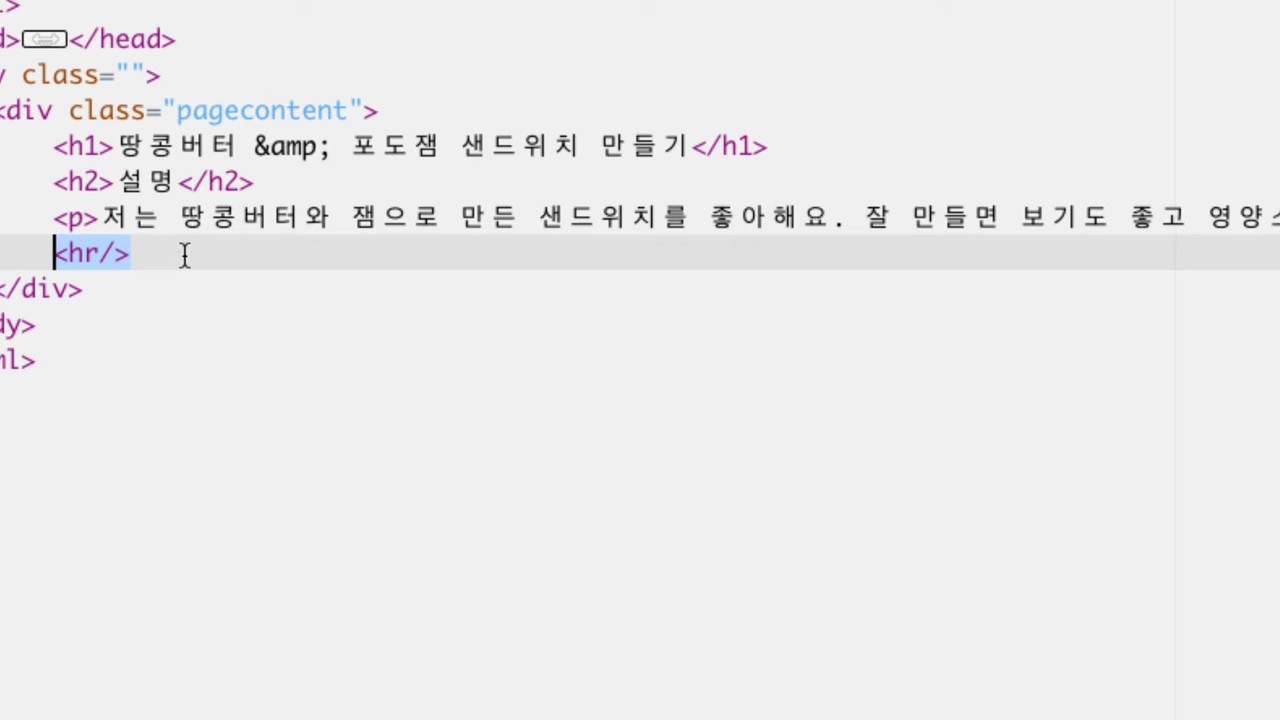 ></head>
class="">
<div class="pagecontent">
<h1>땅콩버터 &amp; 포도잼 샌드위치 만들기</h1>
<h2>설명</h2>
<p>저는 땅콩버터와 잼으로 만든 샌드위치를 좋아해요. 잘 만들면 보기도 좋고
<hr/>
</div>
dy>
ml>